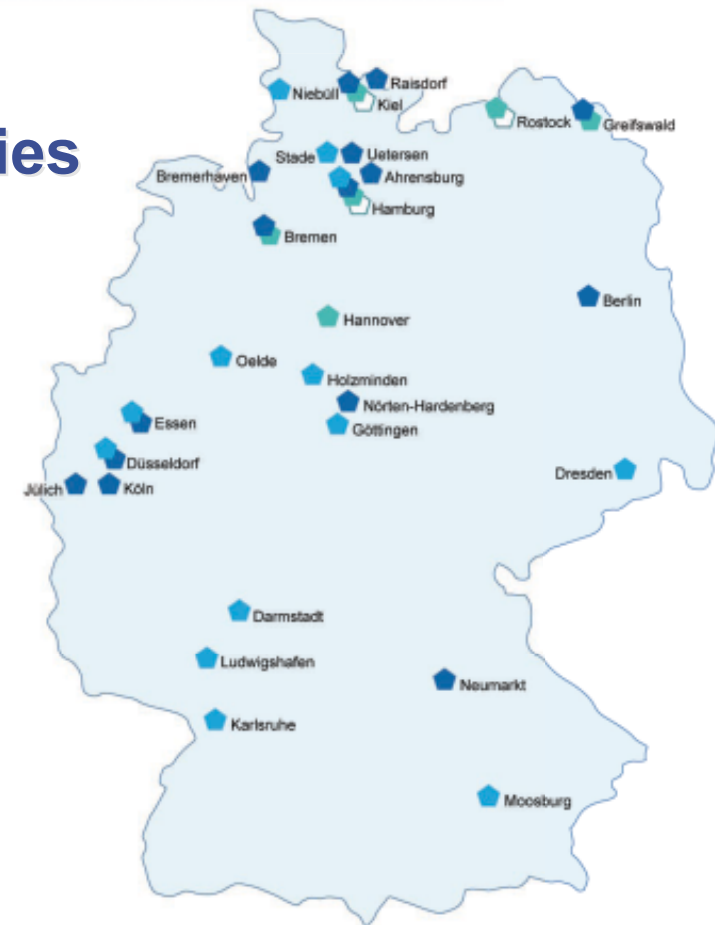 ies
Raisdorf
Niebüll
Kiel
Rostock
Greifswald
Stade
Uetersen
Bremerhaven
Ahrensburg
Hamburg
Bremen
Berlin
Hannover
Oelde
Holzminden
Nörten-Hardenberg
Essen
Göttingen
Düsseldorf
Dresden
Jülich
Köln
Darmstadt
Ludwigshafen
Neumarkt
Karlsruhe
Moosburg